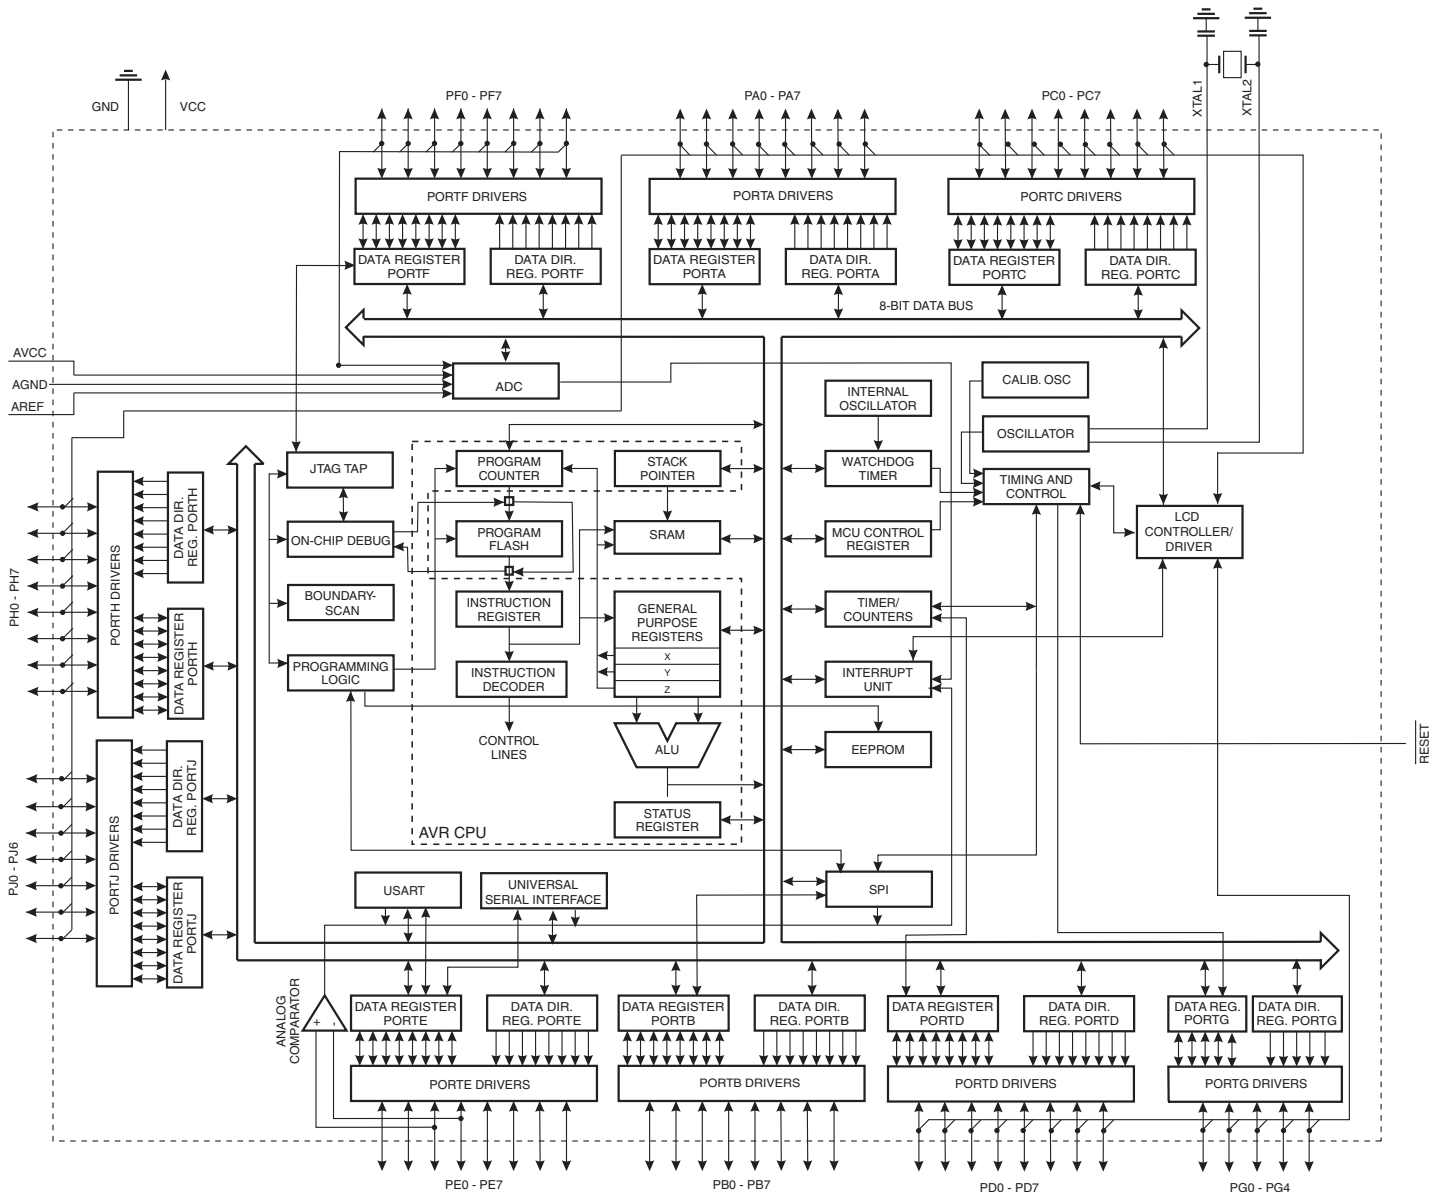 XTAL1
XTAL2
GND
VCC
PF0 - PF7
PA0 - PA7
PC0 - PC7
PORTF DRIVERS
PORTA DRIVERS
PORTC DRIVERS
DATA REGISTER
PORTF
DATA DIR.
REG. PORTF
DATA REGISTER
PORTA
DATA DIR.
REG. PORTA
DATA REGISTER
PORTC
DATA DIR.
REG. PORTC
8-BIT DATA BUS
AVCC
AGND
AREF
ADC
INTERNAL
OSCILLATOR
CALIB. OSC
OSCILLATOR
JTAG TAP
PROGRAM
COUNTER
STACK
POINTER
WATCHDOG
TIMER
TIMING AND
CONTROL
LCD
CONTROLLER/
DRIVER
ON-CHIP DEBUG
PROGRAM
FLASH
SRAM
MCU CONTROL
REGISTER
BOUNDARY-
SCAN
INSTRUCTION
REGISTER
GENERAL
PURPOSE
REGISTERS
X
Y
Z
TIMER/
COUNTERS
PROGRAMMING
LOGIC
INSTRUCTION
DECODER
INTERRUPT
UNIT
CONTROL
LINES
ALU
EEPROM
RESET
STATUS
REGISTER
AVR CPU
PH0 - PH7
PORTH DRIVERS
DATA DIR.
REG. PORTH
DATA REGISTER
PORTH
PJ0 - PJ6
PORTJ DRIVERS
DATA DIR.
REG. PORTJ
DATA REGISTER
PORTJ
USART
UNIVERSAL
SERIAL INTERFACE
SPI
ANALOG
COMPARATOR
+
-
DATA REGISTER
PORTE
DATA DIR.
REG. PORTE
DATA REGISTER
PORTB
DATA DIR.
REG. PORTB
DATA REGISTER
PORTD
DATA DIR.
REG. PORTD
DATA REG.
PORTG
DATA DIR.
REG. PORTG
PORTE DRIVERS
PORTB DRIVERS
PORTD DRIVERS
PORTG DRIVERS
PE0 - PE7
PB0 - PB7
PD0 - PD7
PG0 - PG4